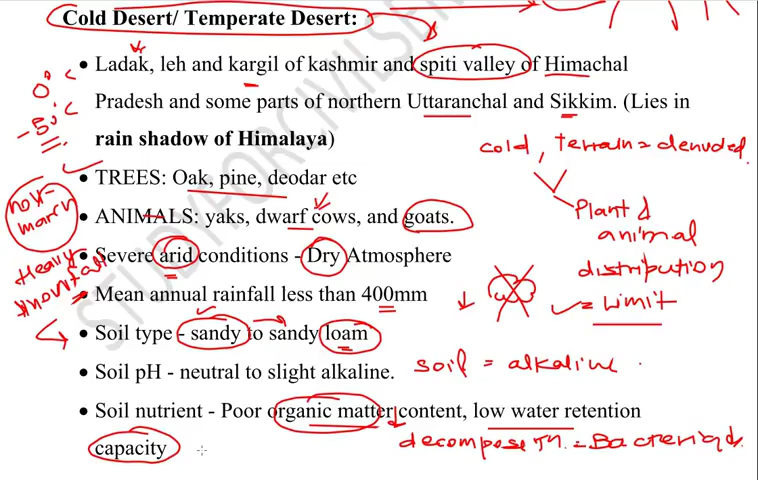 Cold Desert/ Temperate Desert:
• Ladak, leh and kargil of kashmir and spiti valley of Himachal
0°c
Pradesh and some parts of northern Uttaranchal and Sikkim. (Lies in
-50°c
rain shadow of Himalaya)
cold, terrain = denuded
• TREES: Oak, pine, deodar etc
nov-
march
Plant &
• ANIMALS: yaks, dwarf cows, and goats.
animal
• Severe arid conditions - Dry Atmosphere
Heavy
snowfall
distribution
• Mean annual rainfall less than 400mm
= Limit
• Soil type - sandy to sandy loam
• Soil pH - neutral to slight alkaline.
soil = alkaline
• Soil nutrient - Poor organic matter content, low water retention
capacity
STUDYFORCIVILSER